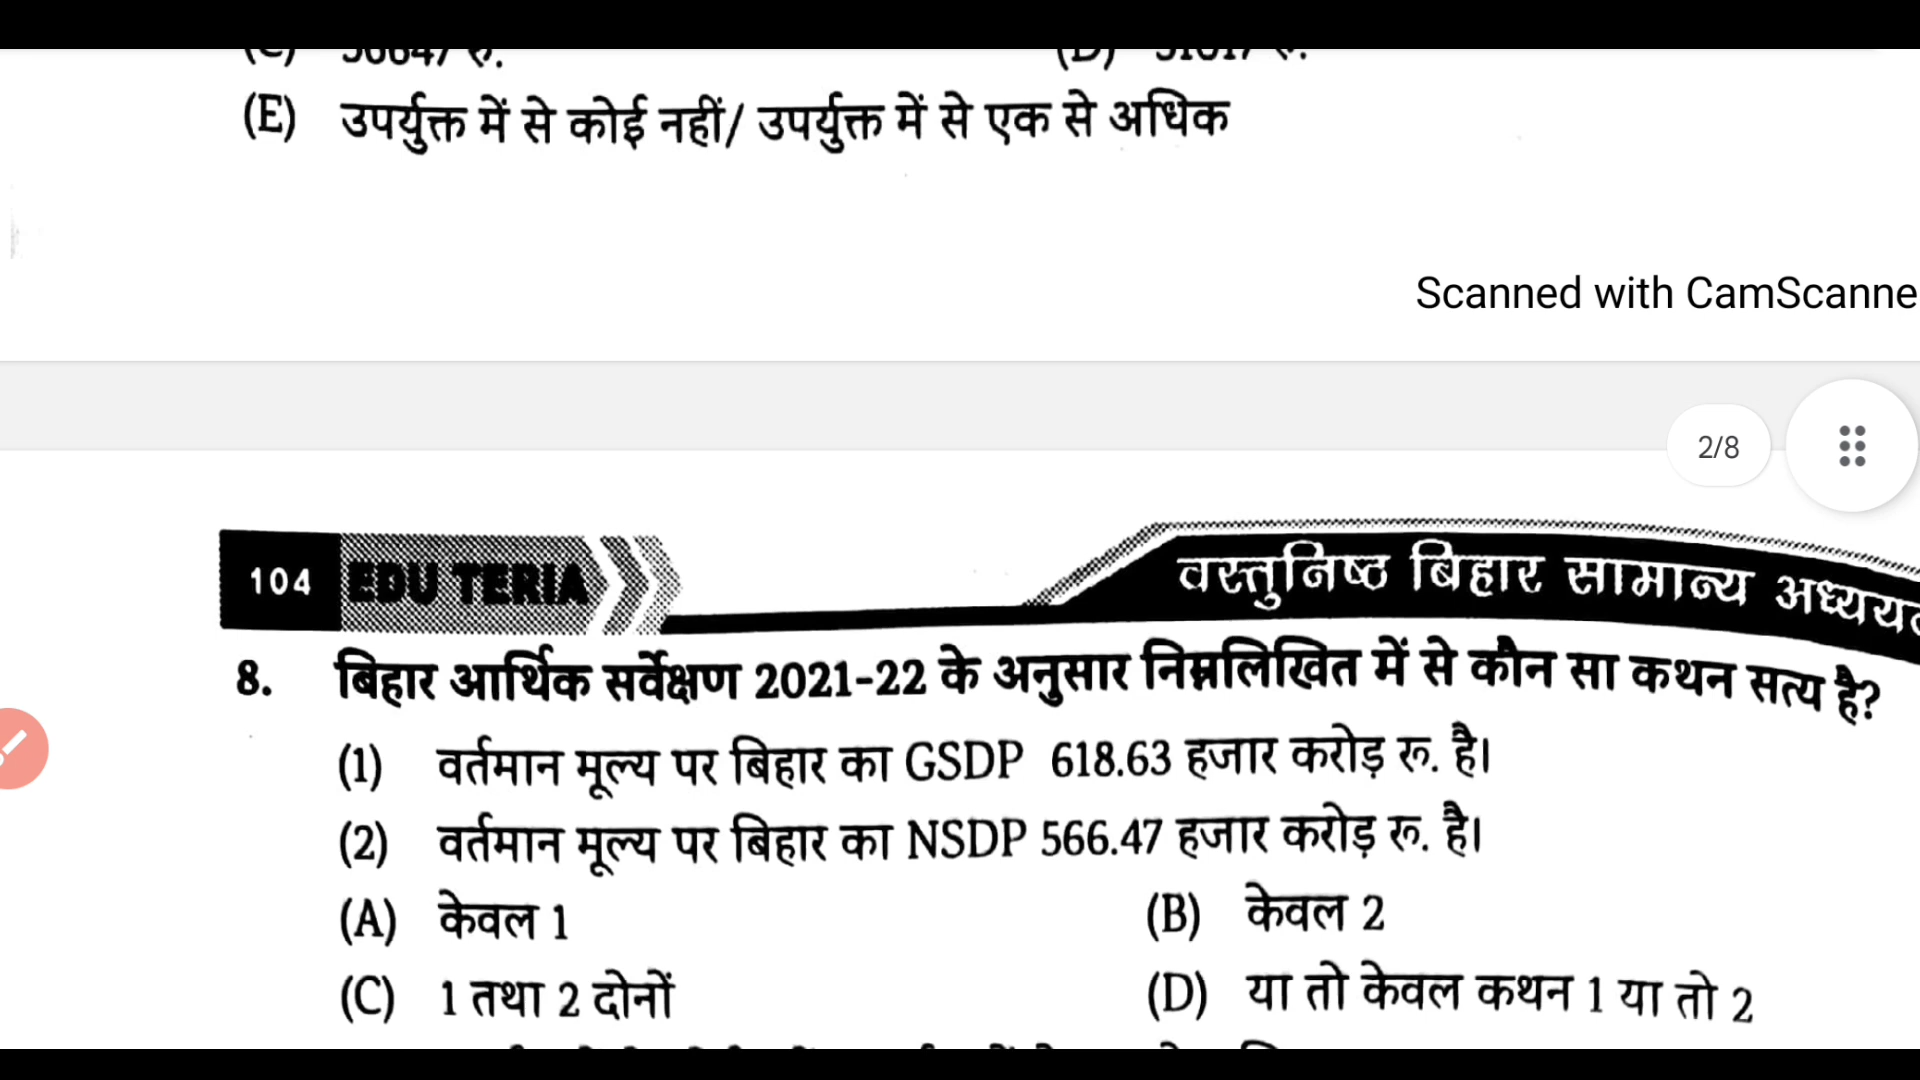 (E) उपर्युक्त में से कोई नहीं/ उपर्युक्त में से एक से अधिक
Scanned with CamScanne
2/8
104 EDU TERIA
वस्तुनिष्ठ बिहार सामान्य
8. बिहार आर्थिक सर्वेक्षण 2021-22 के अनुसार निम्नलिखित में से कौन सा कथन सत्य है?
(1) वर्तमान मूल्य पर बिहार का GSDP 618.63 हजार करोड़ रू. है।
(2) वर्तमान मूल्य पर बिहार का NSDP 566.47 हजार करोड़ रू. है।
(A) केवल 1 (B) केवल 2
(C) 1 तथा 2 दोनों (D) या तो केवल कथन 1 या तो 2